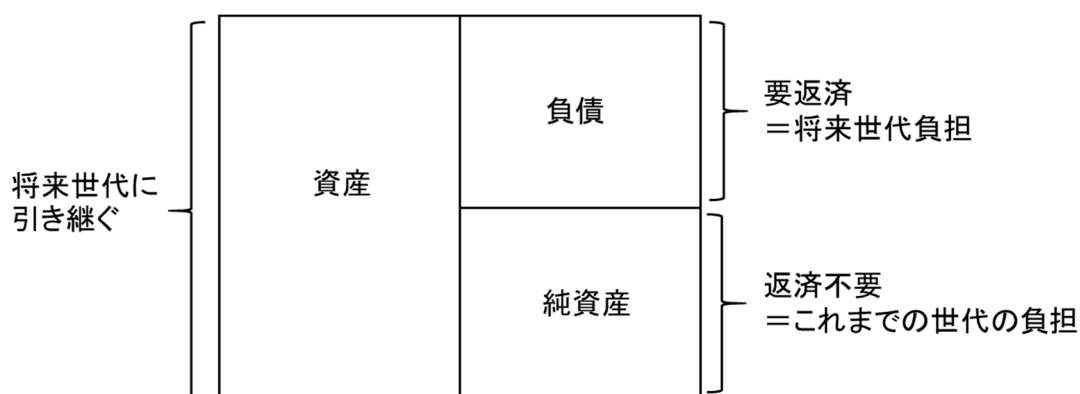 将来世代に
引き継ぐ
資産
負債
純資産
要返済
＝将来世代負担
返済不要
＝これまでの世代の負担